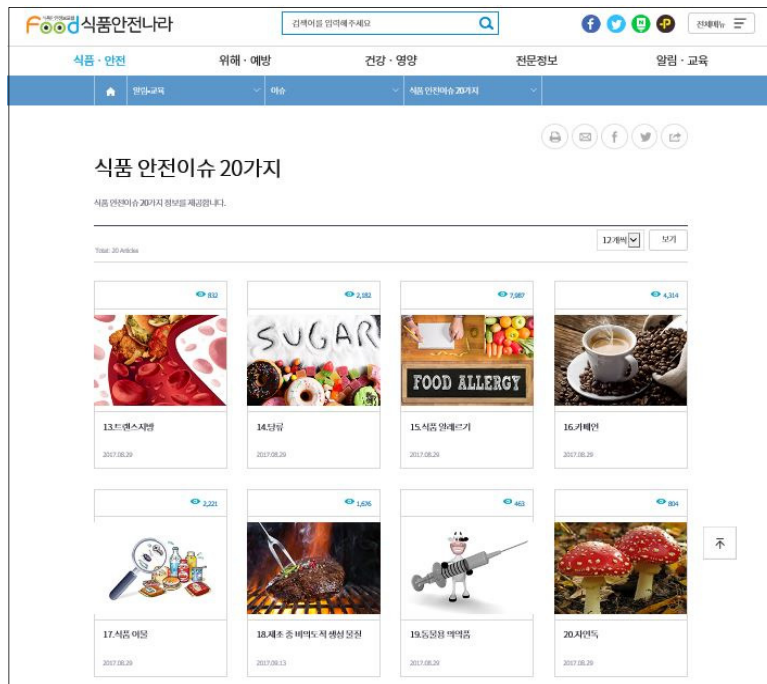 Food 식품안전나라
검색어를 입력해주세요
전체메뉴
식품·안전 위해·예방 건강·영양 전문정보 알림·교육
알림·교육 이슈 식품 안전이슈 20가지
식품 안전이슈 20가지
식품 안전이슈 20가지 정보를 제공합니다.
Total: 20 Articles
12개씩 보기
832 2,182 7,987 4,314
SUGAR
FOOD ALLERGY
13.트랜스지방 14.당류 15.식품 알레르기 16.카페인
2017.08.29 2017.08.29 2017.08.29 2017.08.29
2,221 1,676 463 804
17.식품 이물 18.제조 중 비의도적 생성 물질 19.동물용 의약품 20.자연독
2017.08.29 2017.09.13 2017.08.29 2017.08.29